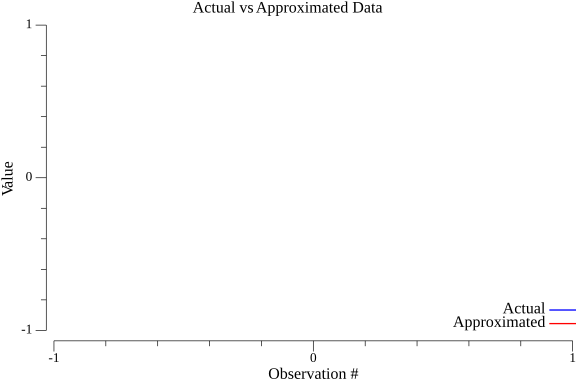 Actual vs Approximated Data
1
0
-1
Value
Actual
Approximated
-1
0
1
Observation #